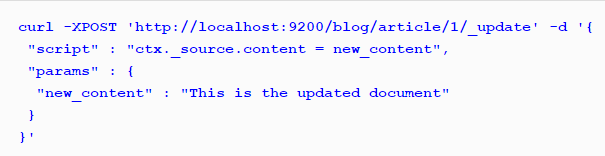 curl -XPOST 'http://localhost:9200/blog/article/1/_update' -d '{
"script" : "ctx._source.content = new_content",
"params" : {
"new_content" : "This is the updated document"
}
}'